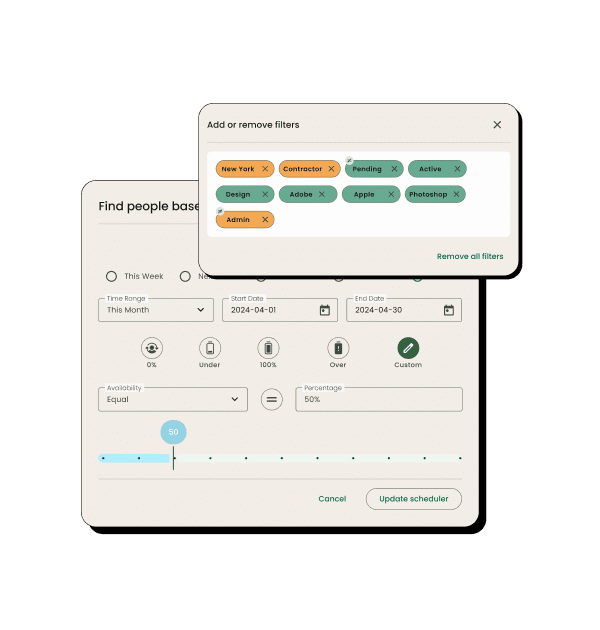 Add or remove filters
New York
Contractor
Pending
Active
Design
Adobe
Apple
Photoshop
Admin
Remove all filters
Find people base
This Week
Time Range
This Month
Start Date
2024-04-01
End Date
2024-04-30
0%
Under
100%
Over
Custom
Availability
Equal
Percentage
50%
50
Cancel
Update scheduler